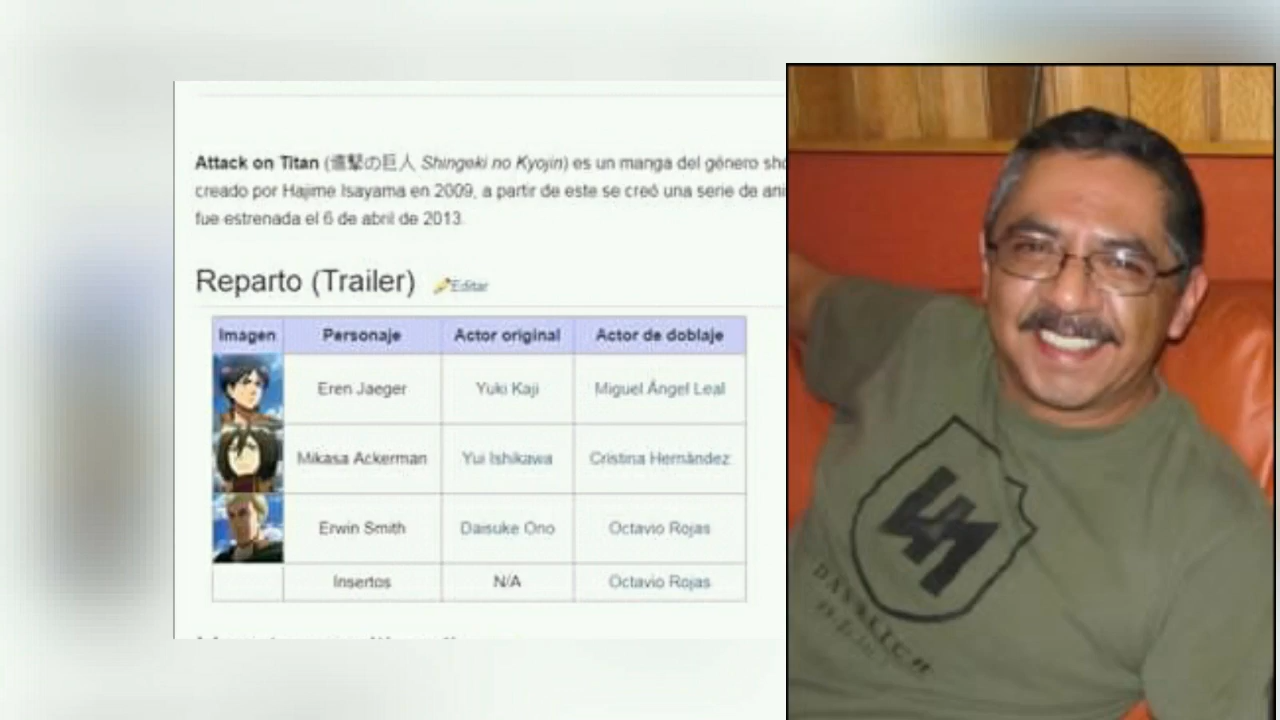 Attack on Titan (進撃の巨人 Shingeki no Kyojin) es un manga del género
creado por Hajime Isayama en 2009, a partir de este se creó una serie de
fue estrenada el 6 de abril de 2013.
Reparto (Trailer) Editar
Imagen Personaje Actor original Actor de doblaje
Eren Jaeger Yuki Kaji Miguel Ángel Leal
Mikasa Ackerman Yui Ishikawa Cristina Hernández
Erwin Smith Daisuke Ono Octavio Rojas
Insertos N/A Octavio Rojas